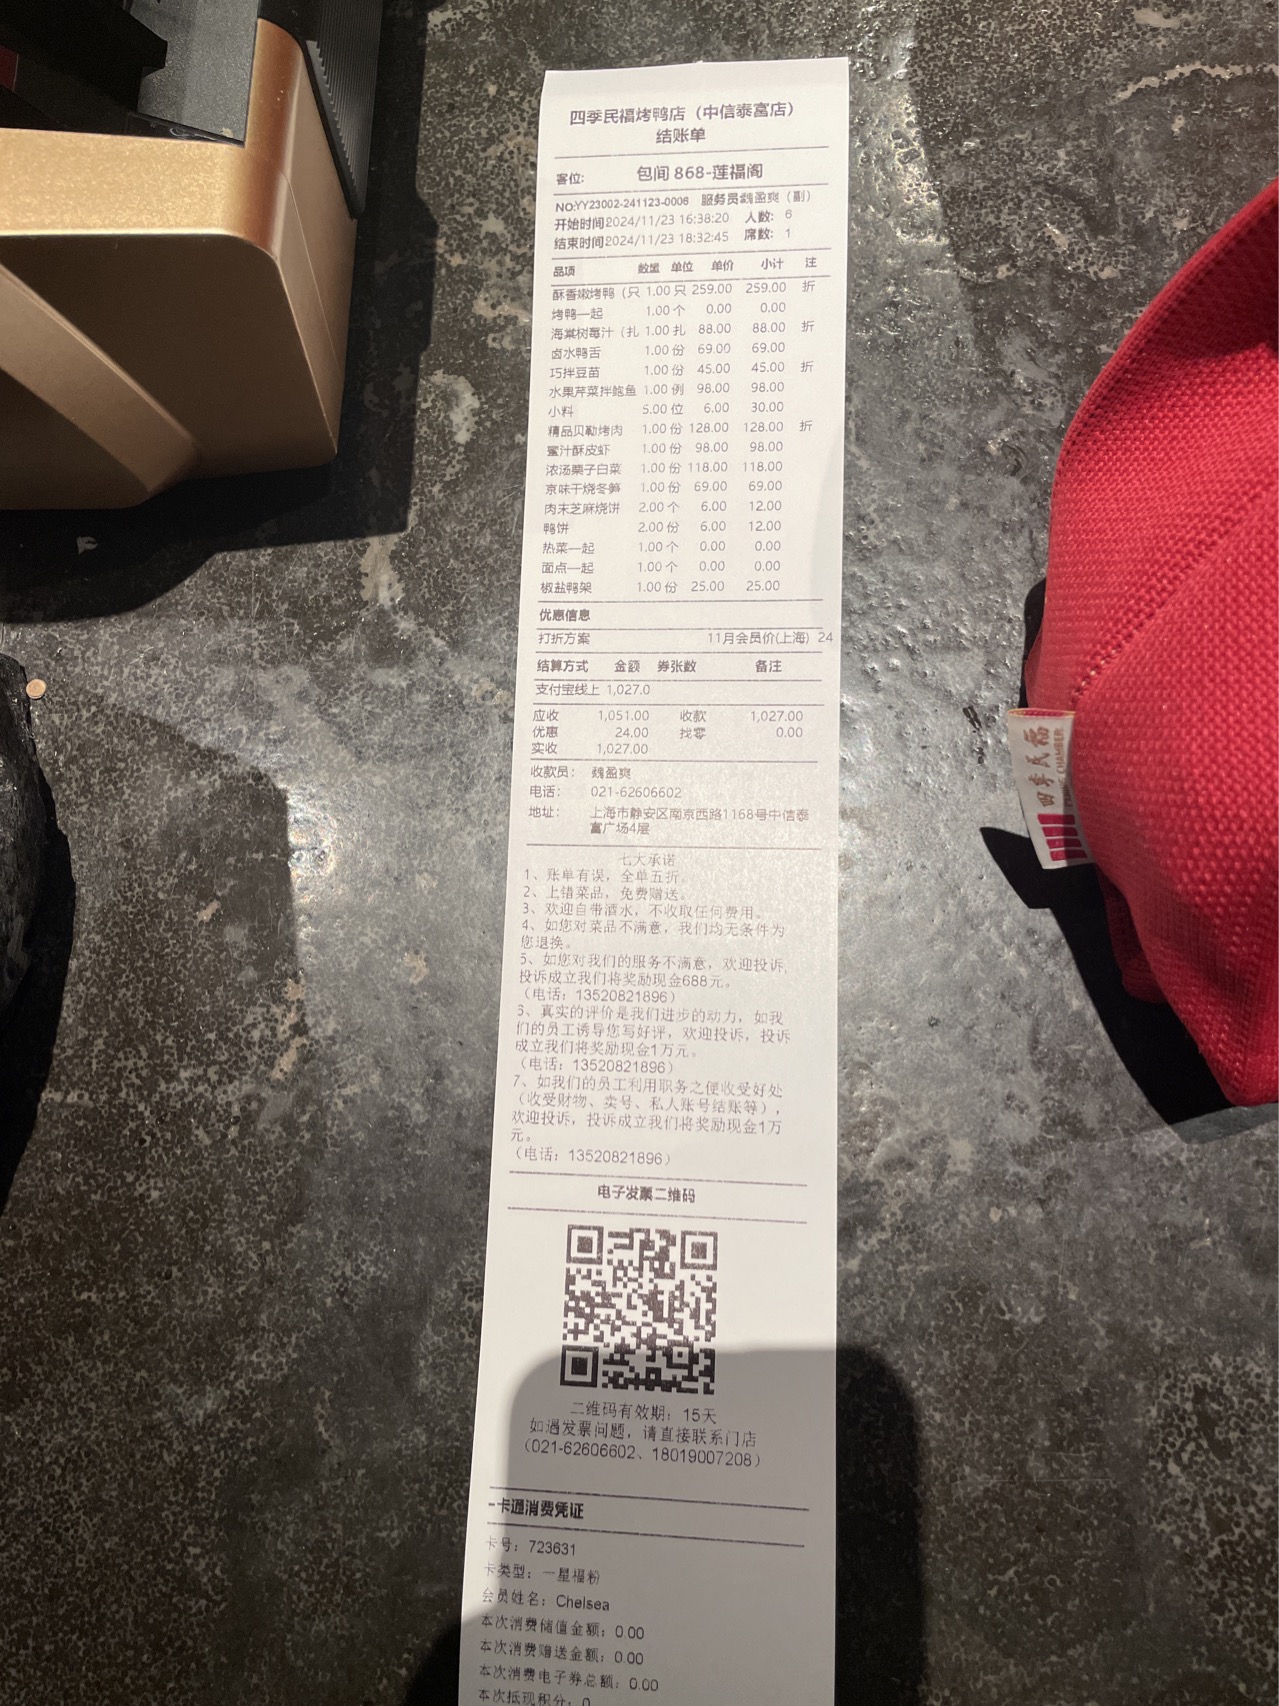 四季民福烤鸭店（中信泰富店）
结账单
客位: 包间 868-莲福阁
NO:YY23002-241123-0006 服务员魏盈爽（副）
开始时间2024/11/23 16:38:20 人数: 6
结束时间2024/11/23 18:32:45 席数: 1
品项 数量 单位 单价 小计 注
酥香嫩烤鸭（只 1.00 只 259.00 259.00 折
烤鸭一起 1.00 个 0.00 0.00
海棠树莓汁（扎 1.00 扎 88.00 88.00 折
卤水鸭舌 1.00 份 69.00 69.00
巧拌豆苗 1.00 份 45.00 45.00 折
水果芹菜拌鲍鱼 1.00 例 98.00 98.00
小料 5.00 位 6.00 30.00
精品贝勒烤肉 1.00 份 128.00 128.00 折
蜜汁酥皮虾 1.00 份 98.00 98.00
浓汤栗子白菜 1.00 份 118.00 118.00
京味干烧冬笋 1.00 份 69.00 69.00
肉末芝麻烧饼 2.00 个 6.00 12.00
鸭饼 2.00 份 6.00 12.00
热菜一起 1.00 个 0.00 0.00
面点一起 1.00 个 0.00 0.00
椒盐鸭架 1.00 份 25.00 25.00
优惠信息
打折方案 11月会员价(上海) 24
结算方式 金额 券张数 备注
支付宝线上 1,027.0
应收 1,051.00 收款 1,027.00
优惠 24.00 找零 0.00
实收 1,027.00
收款员: 魏盈爽
电话: 021-62606602
地址: 上海市静安区南京西路1168号中信泰
富广场4层
七大承诺
1、账单有误，全单五折。
2、上错菜品，免费赠送。
3、欢迎自带酒水，不收取任何费用。
4、如您对菜品不满意，我们均无条件为
您退换。
5、如您对我们的服务不满意，欢迎投诉，
投诉成立我们将奖励现金688元。
（电话：13520821896）
6、真实的评价是我们进步的动力，如我
们的员工诱导您写好评，欢迎投诉，投诉
成立我们将奖励现金1万元。
（电话：13520821896）
7、如我们的员工利用职务之便收受好处
（收受财物、卖号、私人账号结账等），
欢迎投诉，投诉成立我们将奖励现金1万
元。
（电话：13520821896）
电子发票二维码
二维码有效期：15天
如遇发票问题，请直接联系门店
（021-62606602、18019007208）
一卡通消费凭证
卡号：723631
卡类型：一星福粉
会员姓名：Chelsea
本次消费储值金额：0.00
本次消费赠送金额：0.00
本次消费电子券总额：0.00
本次抵现积分：0
四季民福
CHAMBER